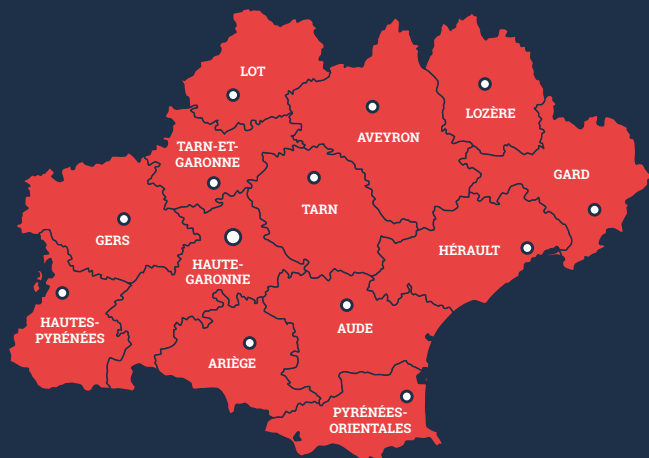 LOT
LOZÈRE
AVEYRON
TARN-ET-
GARONNE
GARD
TARN
GERS
HÉRAULT
HAUTE-
GARONNE
HAUTES-
PYRÉNÉES
AUDE
ARIÈGE
PYRÉNÉES-
ORIENTALES